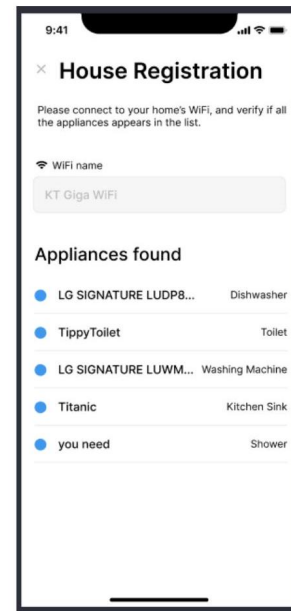 9:41
× House Registration
Please connect to your home's WiFi, and verify if all
the appliances appears in the list.
WiFi name
KT Giga WiFi
Appliances found
LG SIGNATURE LUDP8... Dishwasher
TippyToilet Toilet
LG SIGNATURE LUWM... Washing Machine
Titanic Kitchen Sink
you need Shower